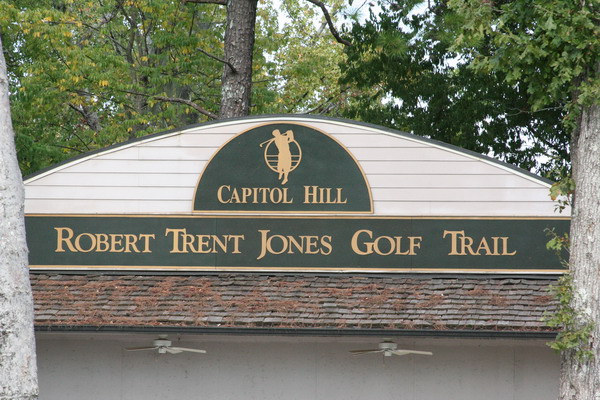 CAPITOL HILL
ROBERT TRENT JONES GOLF TRAIL